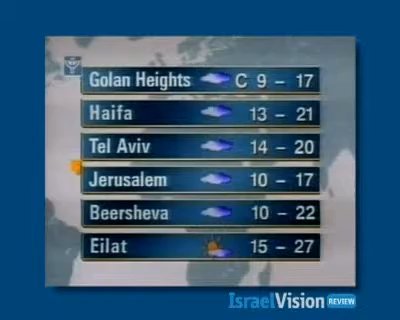 Golan Heights C 9 - 17
Haifa 13 - 21
Tel Aviv 14 - 20
Jerusalem 10 - 17
Beersheva 10 - 22
Eilat 15 - 27
IsraelVision REVIEW